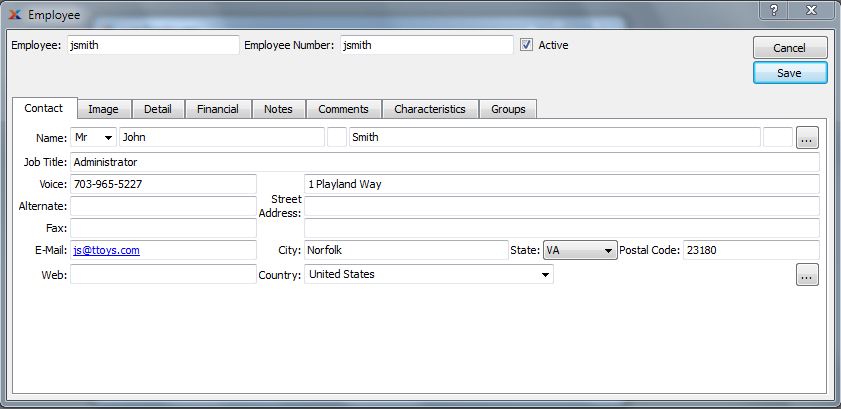 Employee
Employee: jsmith Employee Number: jsmith Active
Cancel
Save
Contact Image Detail Financial Notes Comments Characteristics Groups
Name: Mr John Smith ...
Job Title: Administrator
Voice: 703-965-5227 1 Playland Way
Alternate: Street Address:
Fax:
E-Mail: js@ttoys.com City: Norfolk State: VA Postal Code: 23180
Web: Country: United States ...